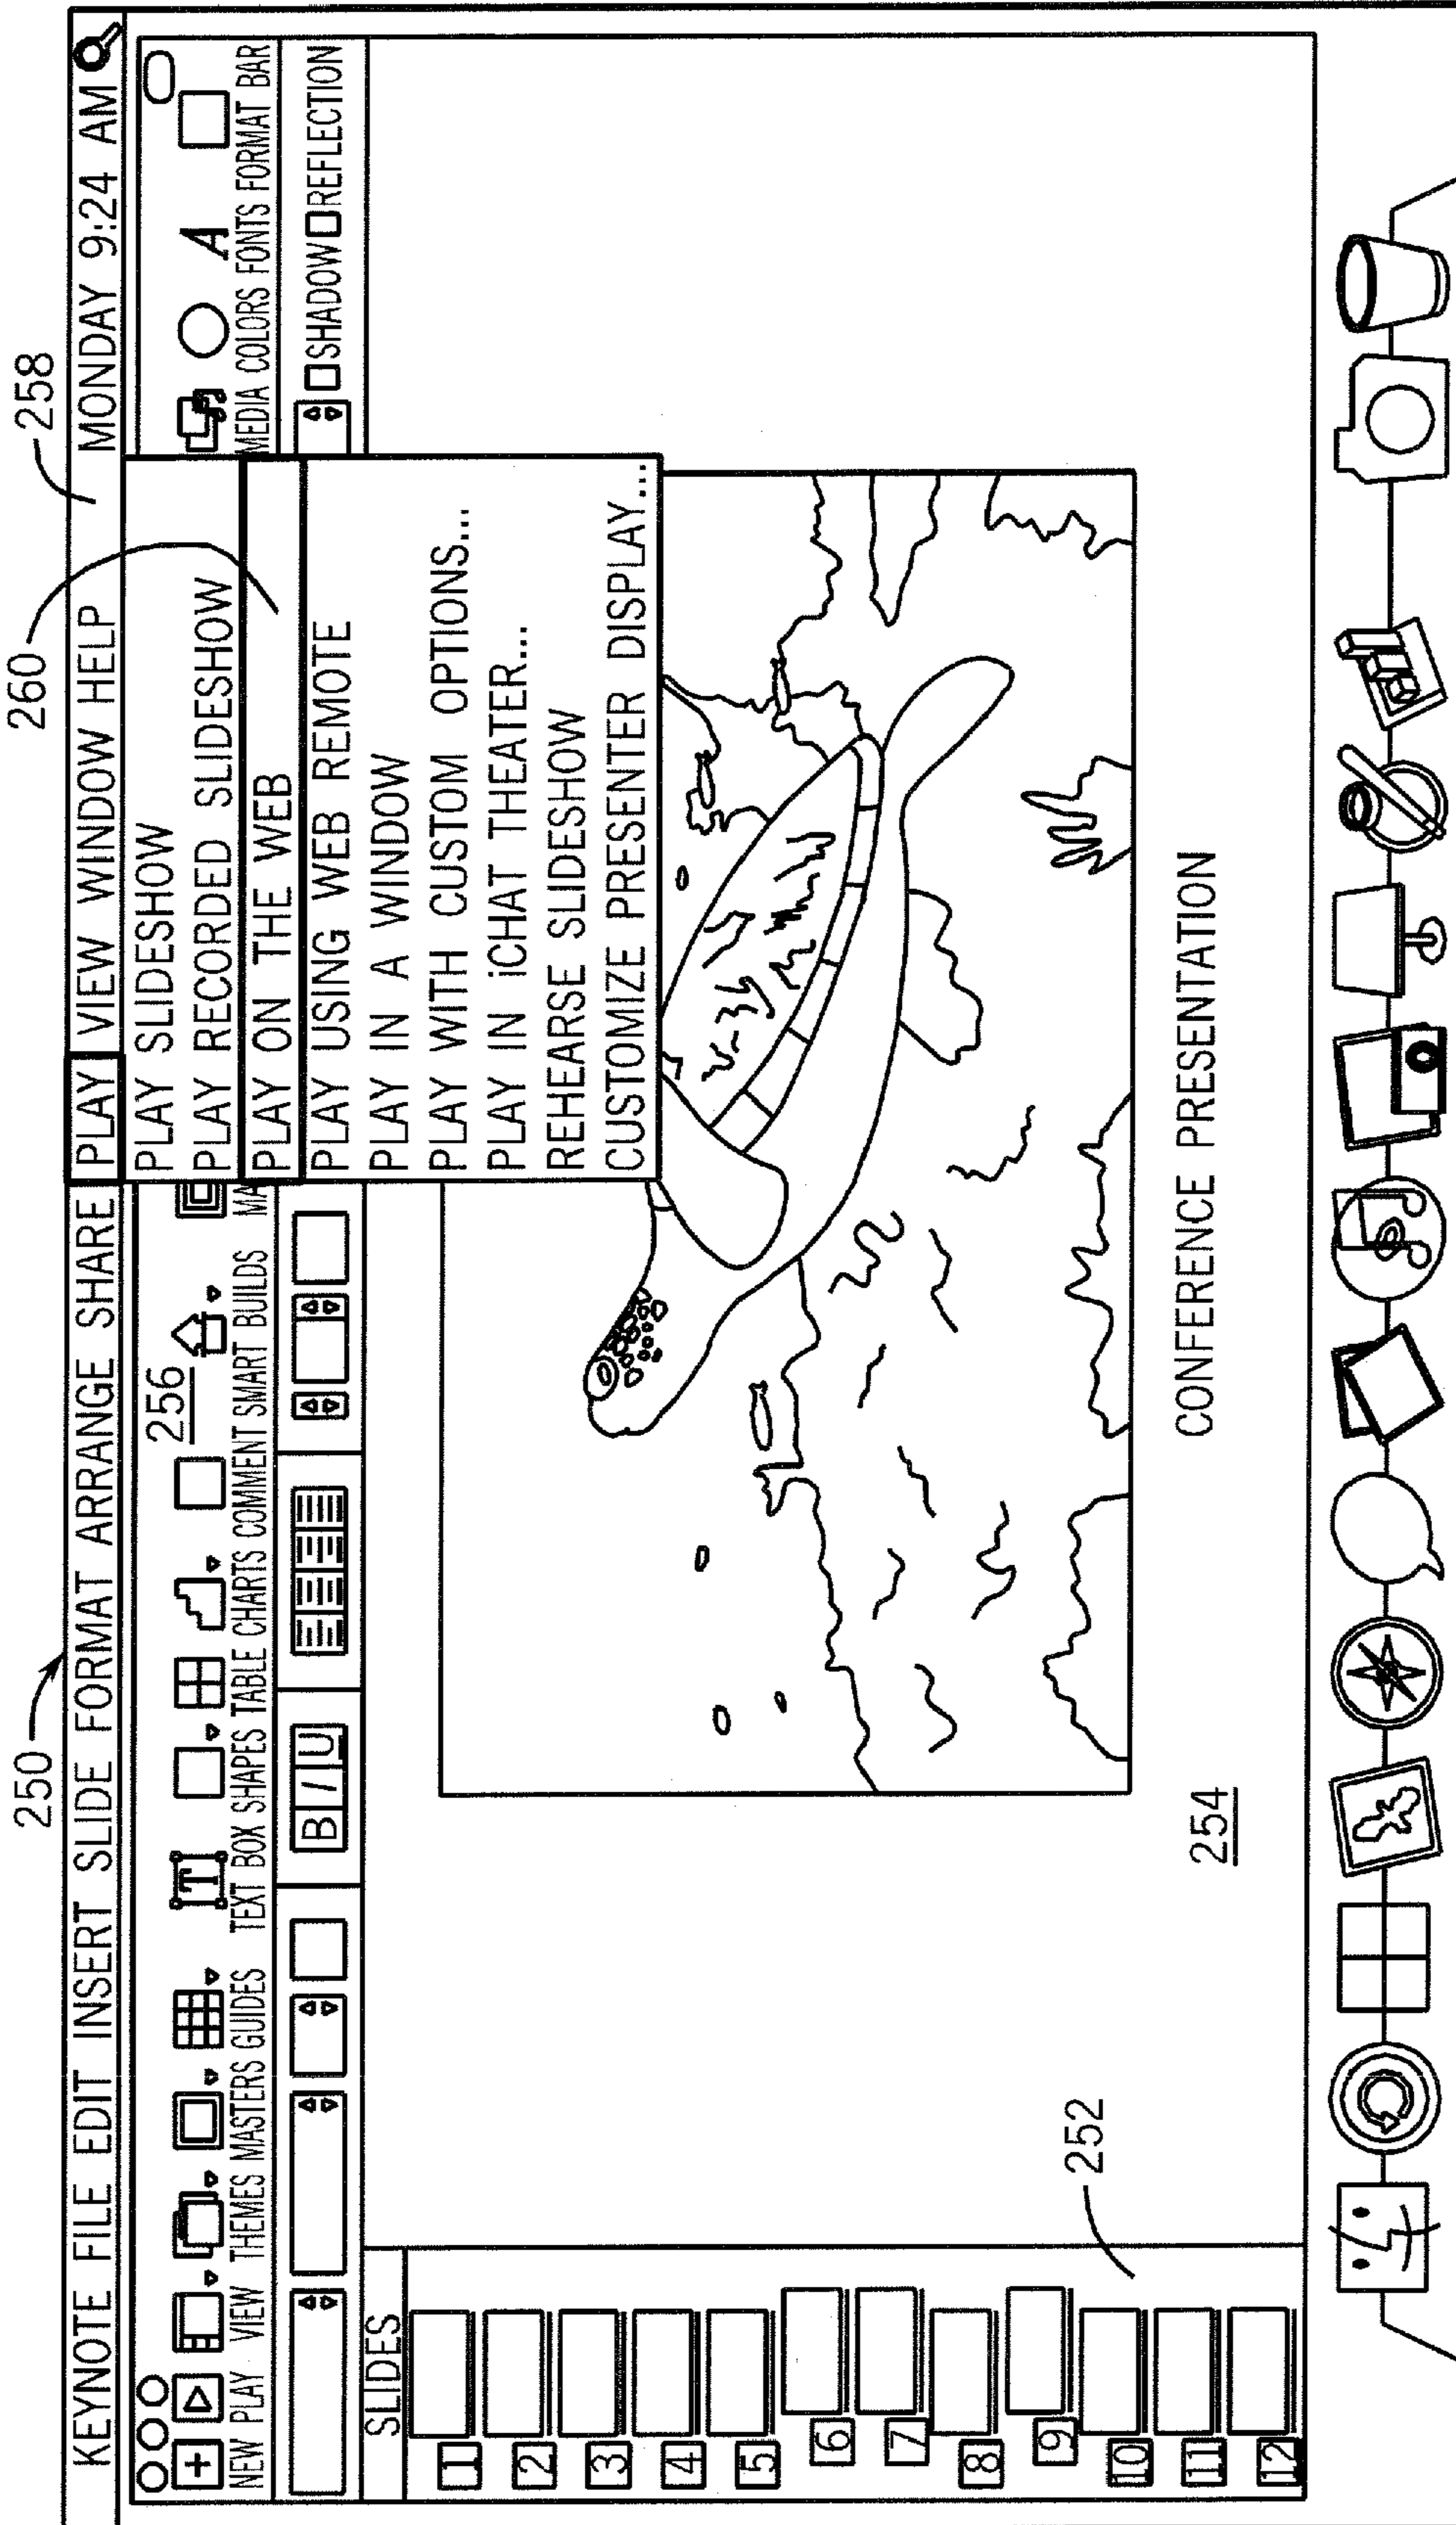 250
260
258
KEYNOTE FILE EDIT INSERT SLIDE FORMAT ARRANGE SHARE PLAY VIEW WINDOW HELP MONDAY 9:24 AM
256
NEW PLAY VIEW THEMES MASTERS GUIDES TEXT BOX SHAPES TABLE CHARTS COMMENT SMART BUILDS MA
MEDIA COLORS FONTS FORMAT BAR
T
A
B I U
SHADOW REFLECTION
PLAY SLIDESHOW
PLAY RECORDED SLIDESHOW
PLAY ON THE WEB
PLAY USING WEB REMOTE
PLAY IN A WINDOW
PLAY WITH CUSTOM OPTIONS...
PLAY IN iCHAT THEATER...
REHEARSE SLIDESHOW
CUSTOMIZE PRESENTER DISPLAY...
SLIDES
1
2
3
4
5
6
7
8
9
10
11
12
252
254
CONFERENCE PRESENTATION